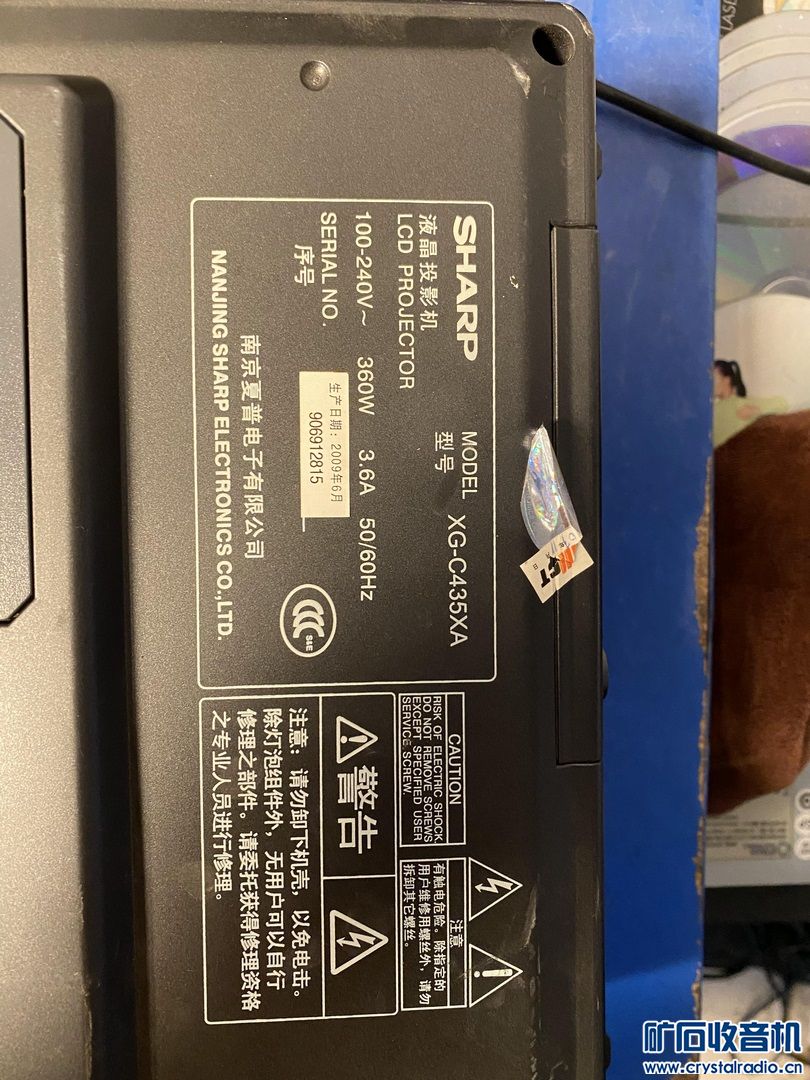 SHARP
液晶投影机
LCD PROJECTOR
MODEL XG-C435XA
型号
100-240V～ 360W 3.6A 50/60Hz
SERIAL NO.
序号
生产日期：2009年6月
906912815
S&E
南京夏普电子有限公司
NANJING SHARP ELECTRONICS CO.,LTD.
CAUTION
RISK OF ELECTRIC SHOCK.
DO NOT REMOVE SCREWS
EXCEPT SPECIFIED USER
SERVICE SCREW.
注意
有触电危险。除指定的
用户维修用螺丝外，请勿
拆卸其它螺丝。
警告
注意：请勿卸下机壳，以免电击。
除灯泡组件外，无用户可以自行
修理之部件。请委托获得修理资格
之专业人员进行修理。
矿石收音机
www.crystalradio.cn